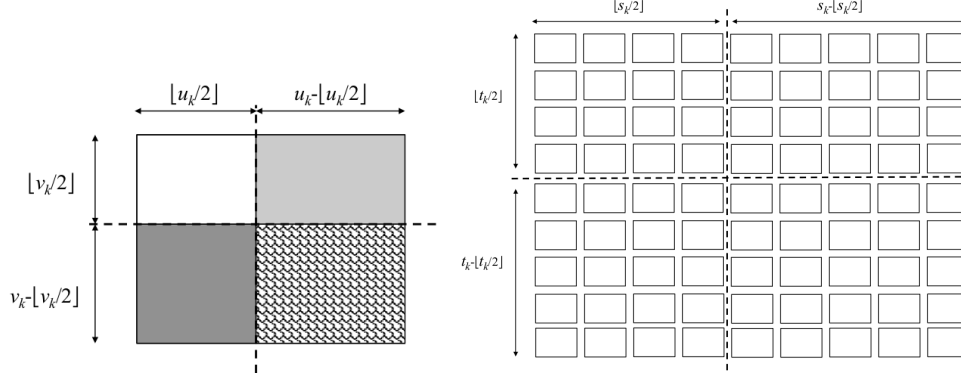 ⌊u_k/2⌋
u_k-⌊u_k/2⌋
⌊v_k/2⌋
v_k-⌊v_k/2⌋
⌊s_k/2⌋
s_k-⌊s_k/2⌋
⌊t_k/2⌋
t_k-⌊t_k/2⌋